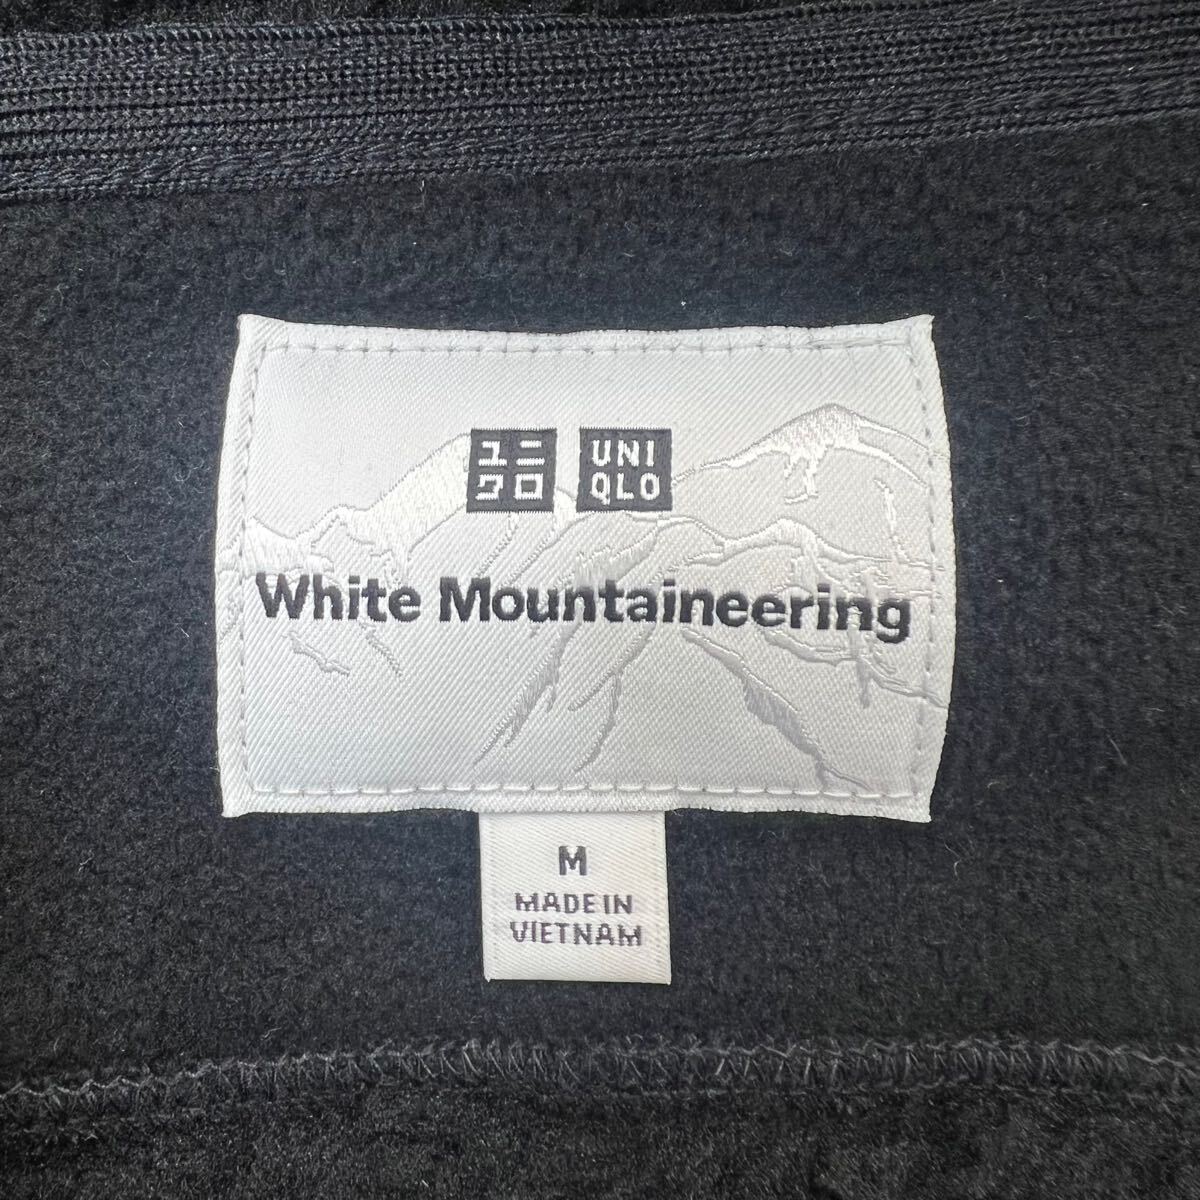 ユニ
クロ
UNI
QLO
White Mountaineering
M
MADE IN
VIETNAM